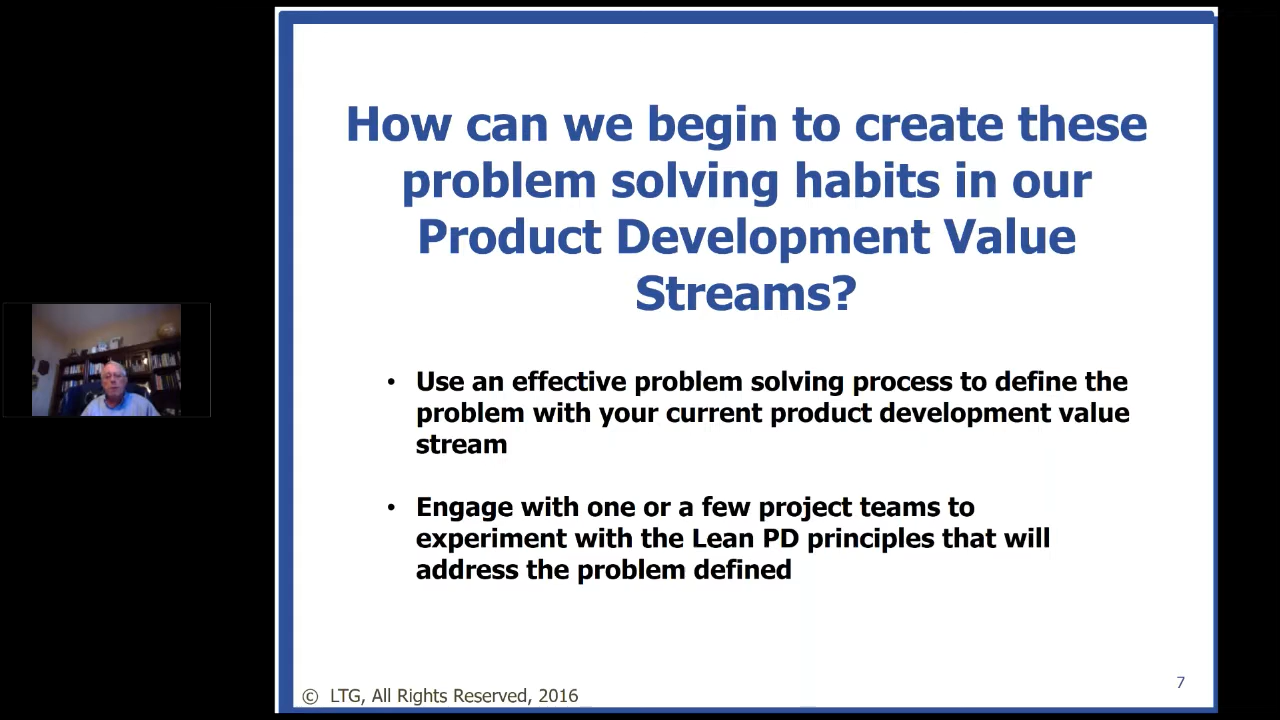 How can we begin to create these
problem solving habits in our
Product Development Value
Streams?
• Use an effective problem solving process to define the
problem with your current product development value
stream
• Engage with one or a few project teams to
experiment with the Lean PD principles that will
address the problem defined
7
© LTG, All Rights Reserved, 2016